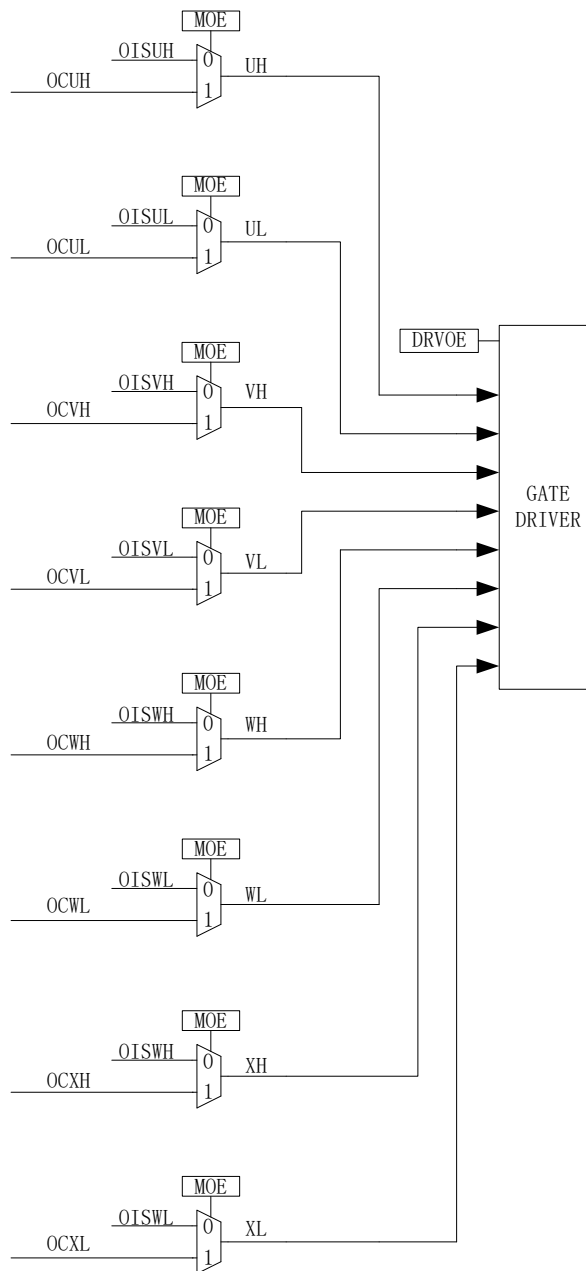 MOE
OISUH
0
UH
OCUH
1
MOE
OISUL
0
UL
OCUL
1
DRVOE
MOE
OISVH
0
VH
OCVH
1
GATE
DRIVER
MOE
OISVL
0
VL
OCVL
1
MOE
OISWH
0
WH
OCWH
1
MOE
OISWL
0
WL
OCWL
1
MOE
OISWH
0
XH
OCXH
1
MOE
OISWL
0
XL
OCXL
1